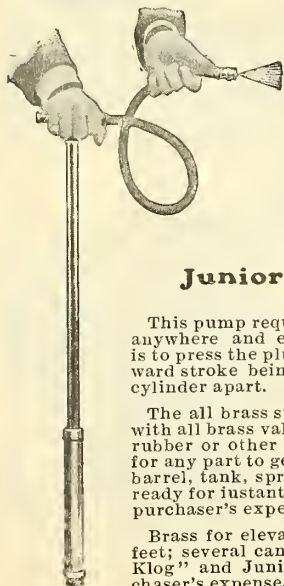 Junior
This pump requ
anywhere and e
is to press the plu
ward stroke bein
cylinder apart.
The all brass s
with all brass val
rubber or other
for any part to ge
barrel, tank, spr
ready for iustant
purchaser's expe
Brass for eleva
feet; several can
Klog" and Juni
chaser's expense